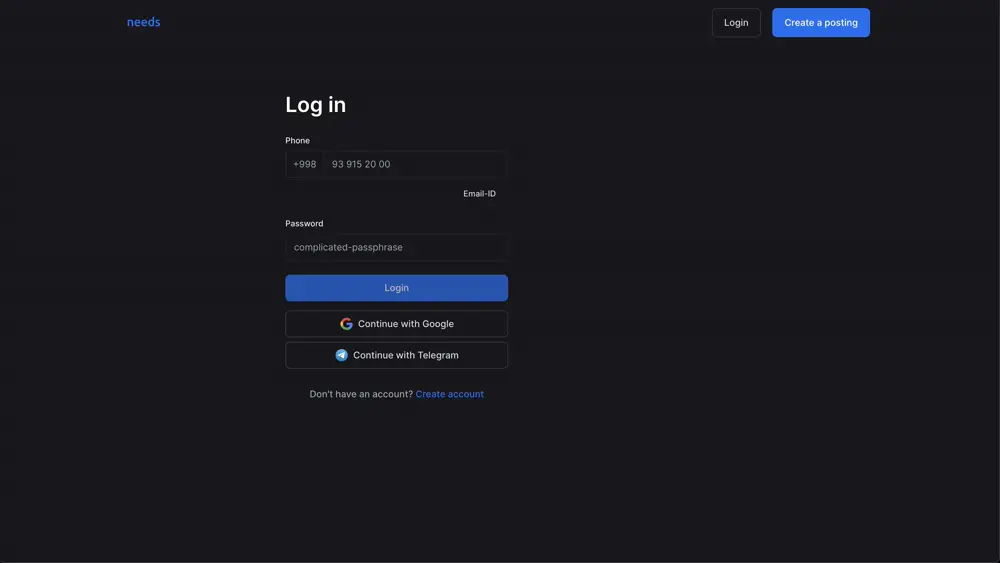 needs
Login
Create a posting
Log in
Phone
+998 93 915 20 00
Email-ID
Password
complicated-passphrase
Login
Continue with Google
Continue with Telegram
Don't have an account? Create account